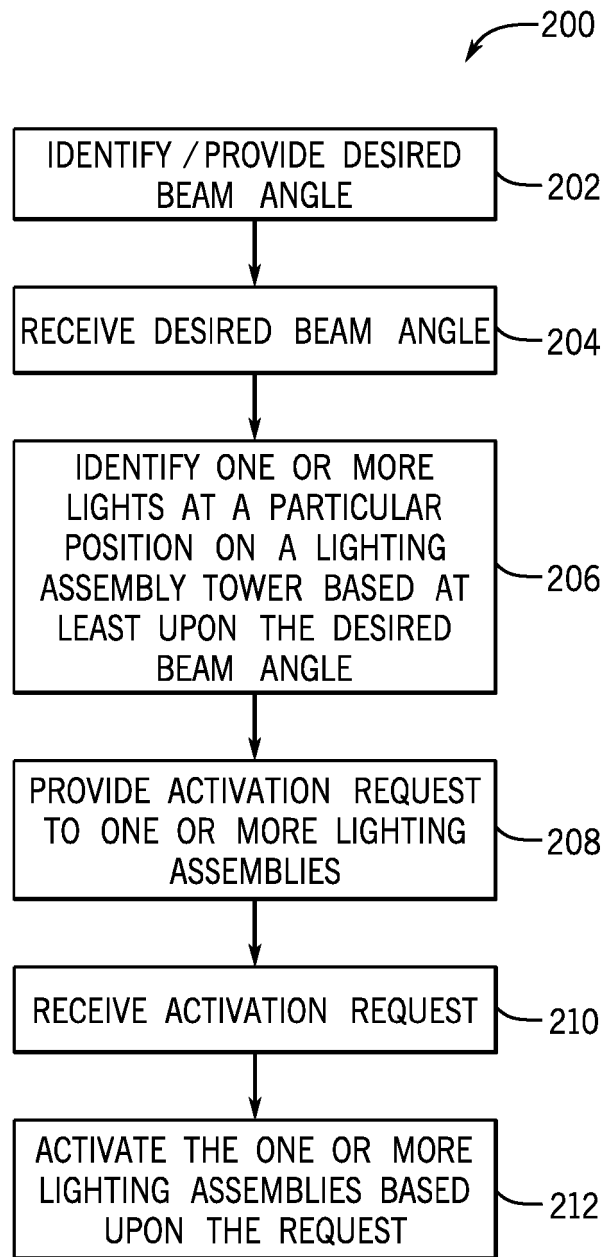 200
IDENTIFY / PROVIDE DESIRED
BEAM ANGLE
202
RECEIVE DESIRED BEAM ANGLE
204
IDENTIFY ONE OR MORE
LIGHTS AT A PARTICULAR
POSITION ON A LIGHTING
ASSEMBLY TOWER BASED AT
LEAST UPON THE DESIRED
BEAM ANGLE
206
PROVIDE ACTIVATION REQUEST
TO ONE OR MORE LIGHTING
ASSEMBLIES
208
RECEIVE ACTIVATION REQUEST
210
ACTIVATE THE ONE OR MORE
LIGHTING ASSEMBLIES BASED
UPON THE REQUEST
212